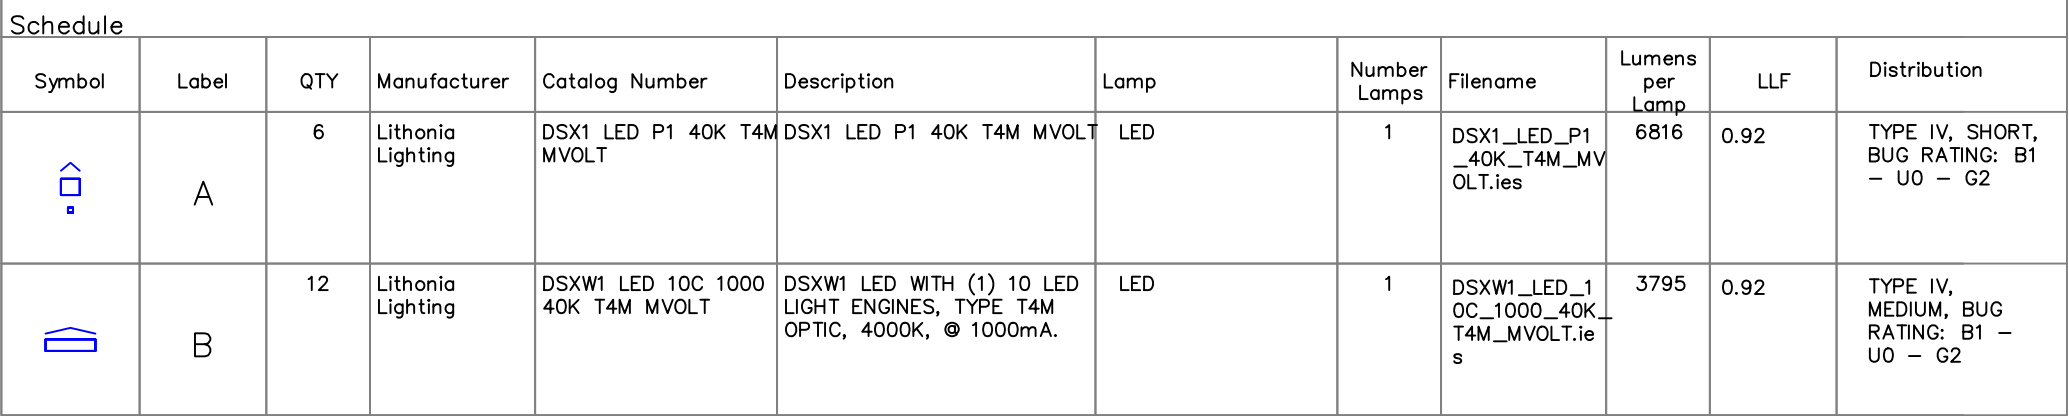 Schedule
Symbol
Label
QTY
Manufacturer
Catalog Number
Description
Lamp
Number
Lamps
Filename
Lumens
per
Lamp
LLF
Distribution
A
6
Lithonia
Lighting
DSX1 LED P1 40K T4M
MVOLT
DSX1 LED P1 40K T4M MVOLT
LED
1
DSX1_LED_P1
_40K_T4M_MV
OLT.ies
6816
0.92
TYPE IV, SHORT,
BUG RATING: B1
– U0 – G2
B
12
Lithonia
Lighting
DSXW1 LED 10C 1000
40K T4M MVOLT
DSXW1 LED WITH (1) 10 LED
LIGHT ENGINES, TYPE T4M
OPTIC, 4000K, @ 1000mA.
LED
1
DSXW1_LED_1
0C_1000_40K_
T4M_MVOLT.ie
s
3795
0.92
TYPE IV,
MEDIUM, BUG
RATING: B1 –
U0 – G2